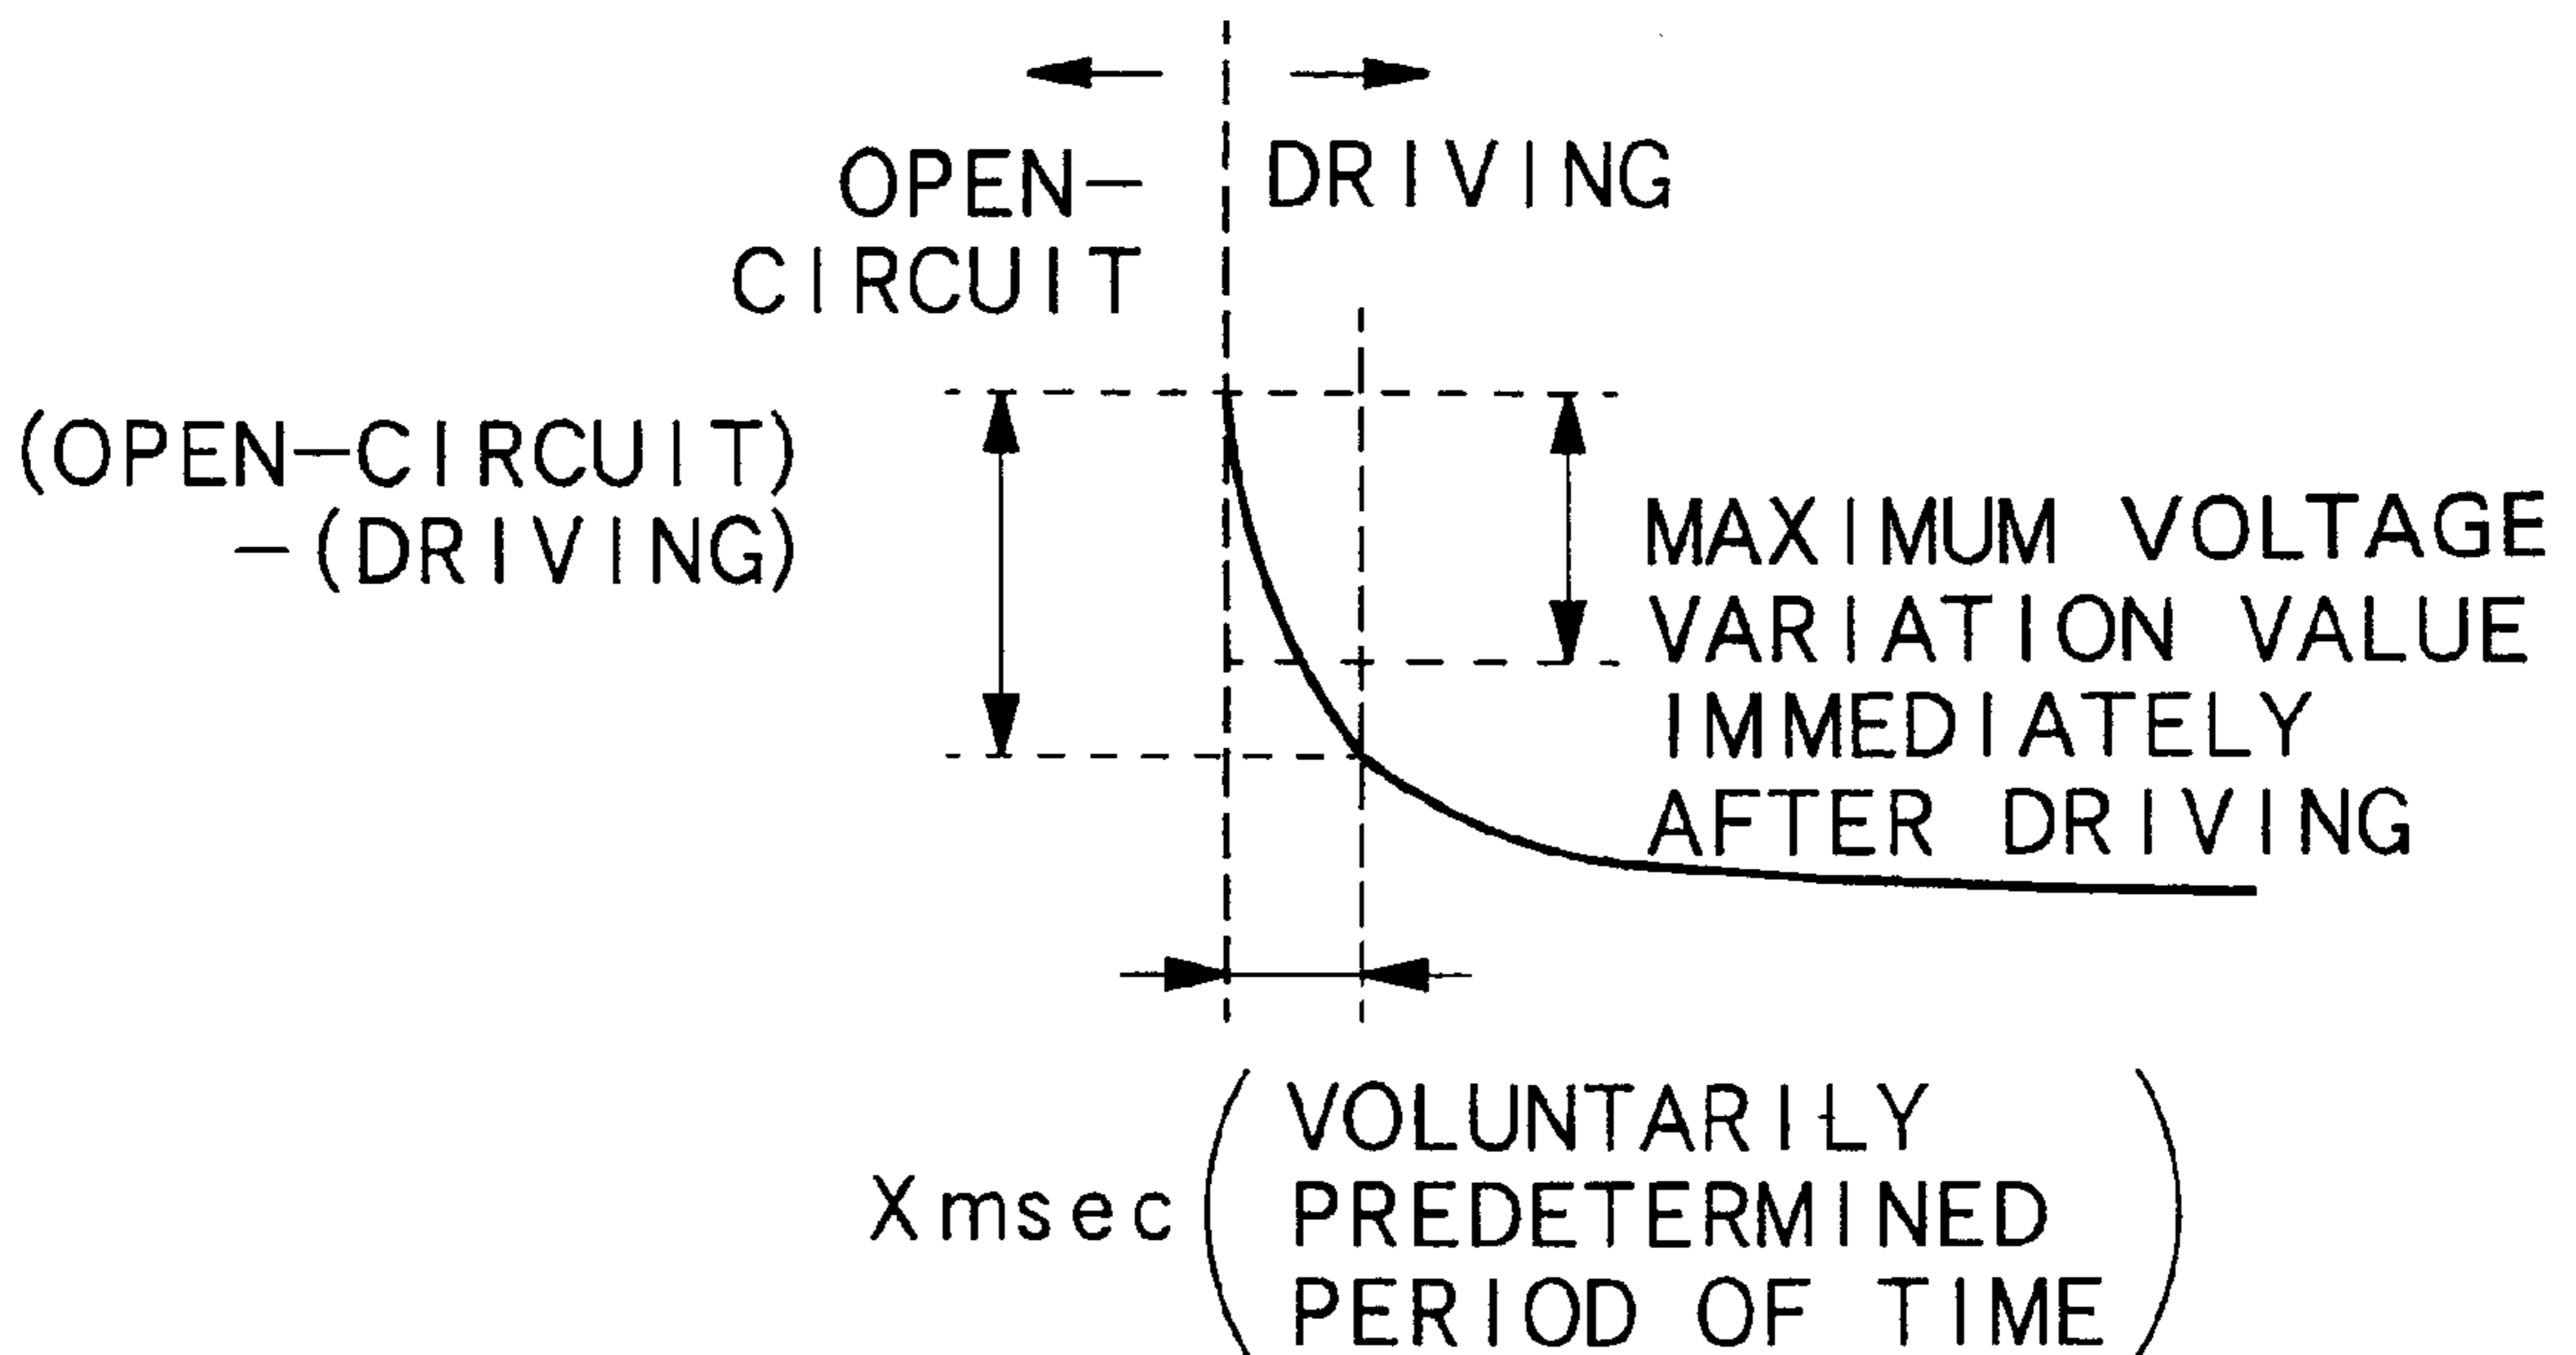 OPEN-
CIRCUIT
DRIVING
(OPEN-CIRCUIT)
-(DRIVING)
MAXIMUM VOLTAGE
VARIATION VALUE
IMMEDIATELY
AFTER DRIVING
Xmsec
(VOLUNTARILY
PREDETERMINED
PERIOD OF TIME)